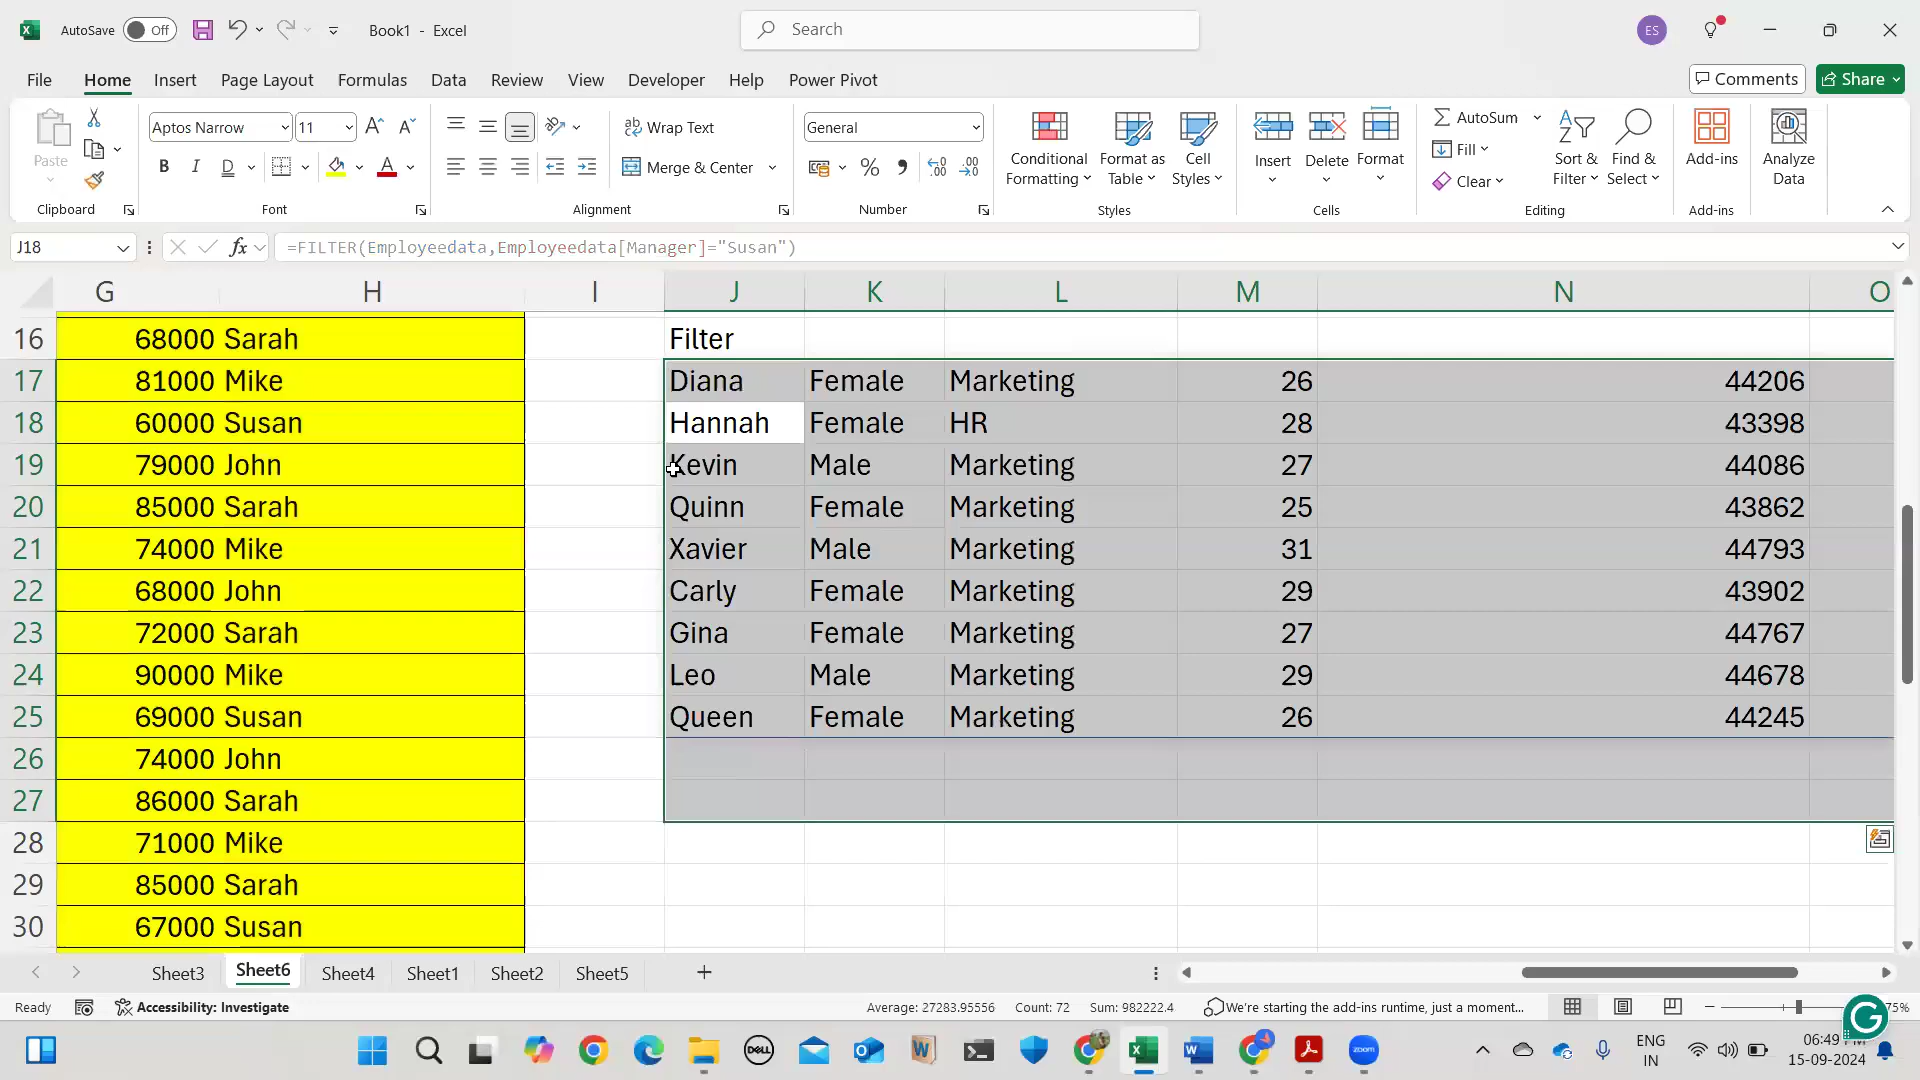 AutoSave Off Book1 - Excel Search ES
File Home Insert Page Layout Formulas Data Review View Developer Help Power Pivot Comments Share
Paste Aptos Narrow 11 Wrap Text General Conditional Formatting Format as Table Cell Styles Insert Delete Format AutoSum Fill Clear Sort & Filter Find & Select Add-ins Analyze Data
B I D A Merge & Center % ,
Clipboard Font Alignment Number Styles Cells Editing Add-ins
J18 fx =FILTER(Employeedata,Employeedata[Manager]="Susan")
G H I J K L M N O
16 68000 Sarah Filter
17 81000 Mike Diana Female Marketing 26 44206
18 60000 Susan Hannah Female HR 28 43398
19 79000 John Kevin Male Marketing 27 44086
20 85000 Sarah Quinn Female Marketing 25 43862
21 74000 Mike Xavier Male Marketing 31 44793
22 68000 John Carly Female Marketing 29 43902
23 72000 Sarah Gina Female Marketing 27 44767
24 90000 Mike Leo Male Marketing 29 44678
25 69000 Susan Queen Female Marketing 26 44245
26 74000 John
27 86000 Sarah
28 71000 Mike
29 85000 Sarah
30 67000 Susan
Sheet3 Sheet6 Sheet4 Sheet1 Sheet2 Sheet5
Ready Accessibility: Investigate Average: 27283.95556 Count: 72 Sum: 982222.4 We're starting the add-ins runtime, just a moment... 75%
DELL zoom ENG 06:49
IN 15-09-2024